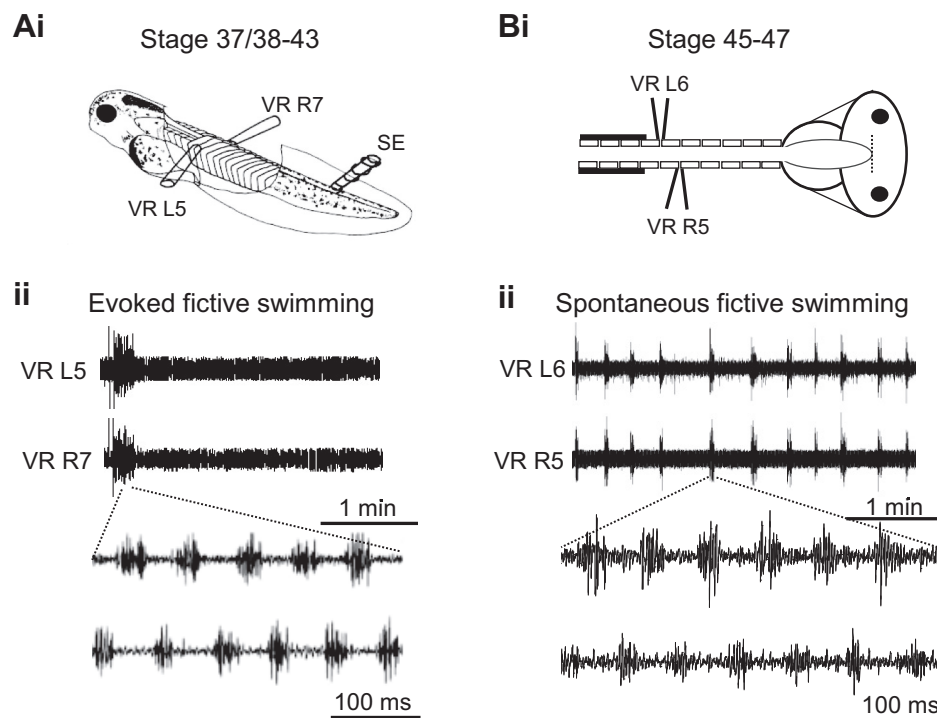 Ai
Stage 37/38-43
VR R7
SE
VR L5
ii
Evoked fictive swimming
VR L5
VR R7
1 min
100 ms
Bi
Stage 45-47
VR L6
VR R5
ii
Spontaneous fictive swimming
VR L6
VR R5
1 min
100 ms